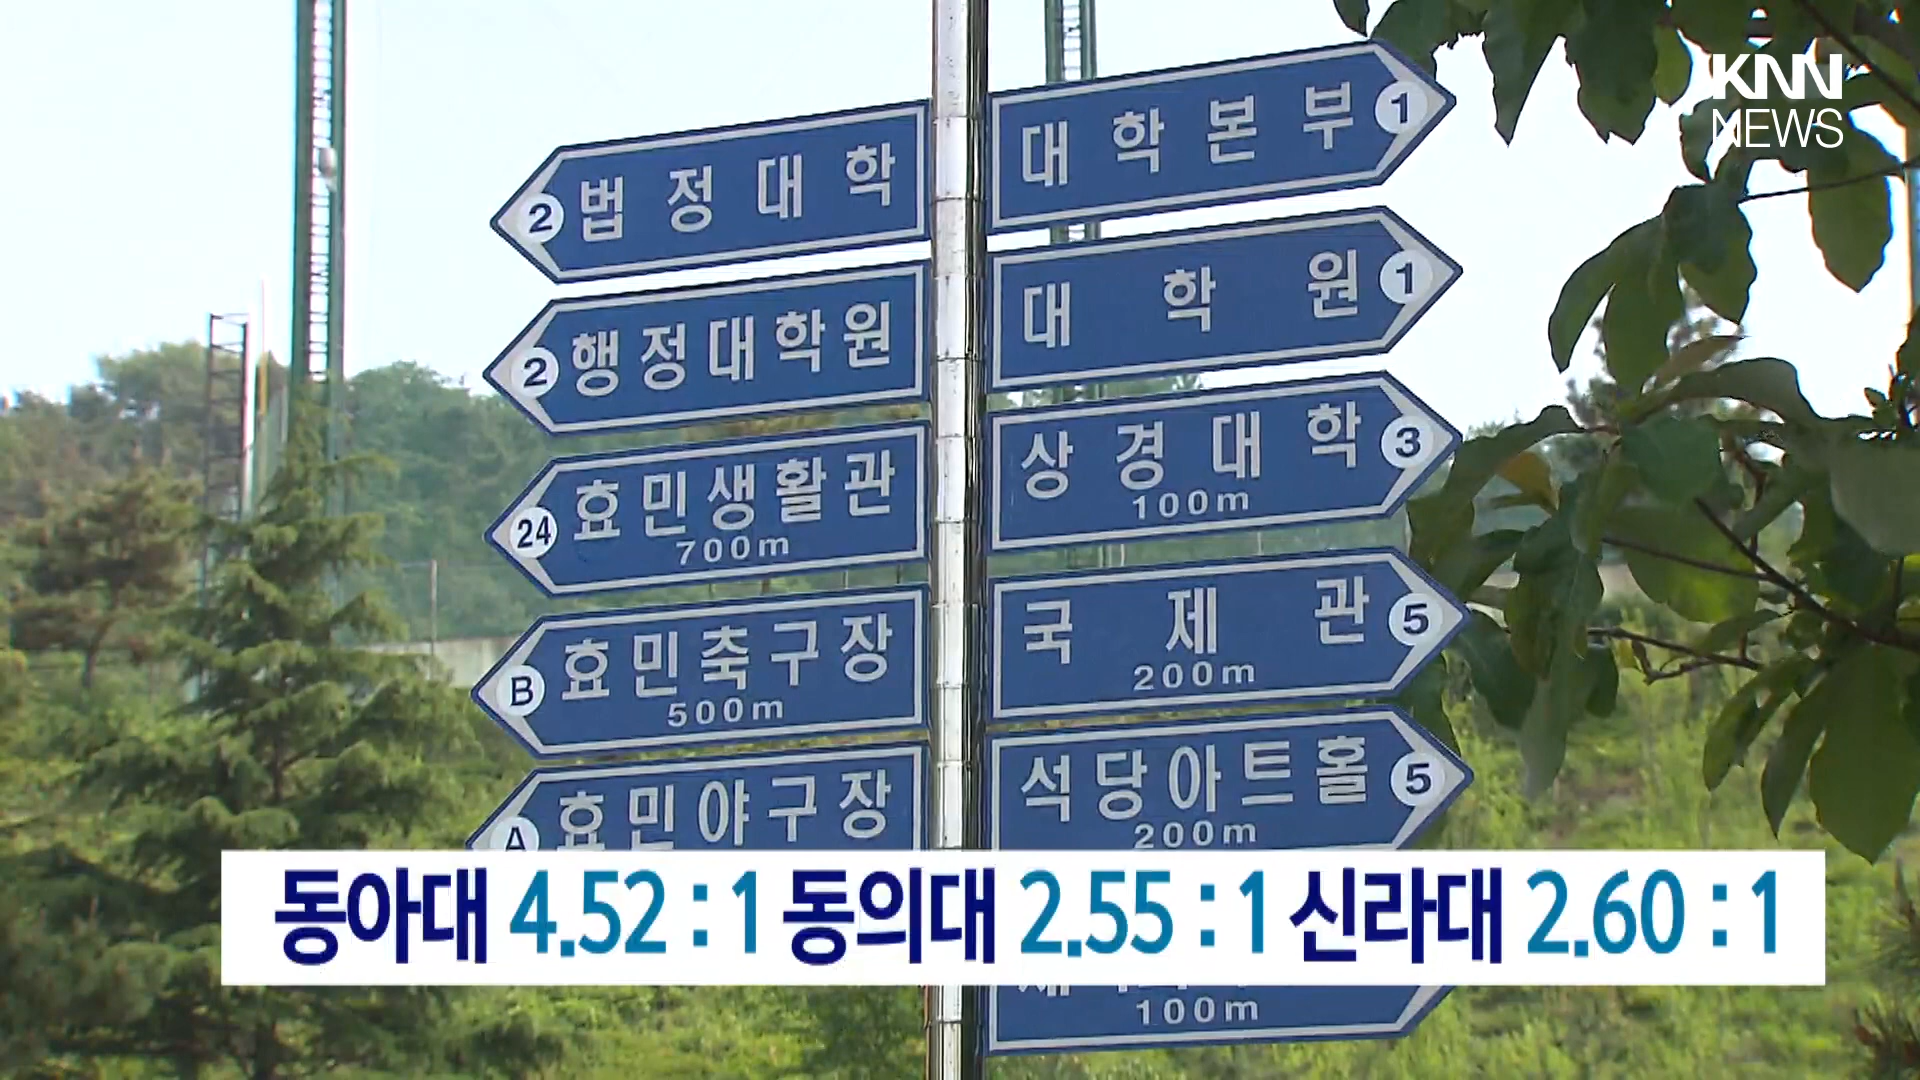 KNN
NEWS
2 법정대학
2 행정대학원
24 효민생활관
700m
B 효민축구장
500m
A 효민야구장
대학본부 1
대학원 1
상경대학 3
100m
국제관 5
200m
석당아트홀 5
200m
100m
동아대 4.52 : 1 동의대 2.55 : 1 신라대 2.60 : 1